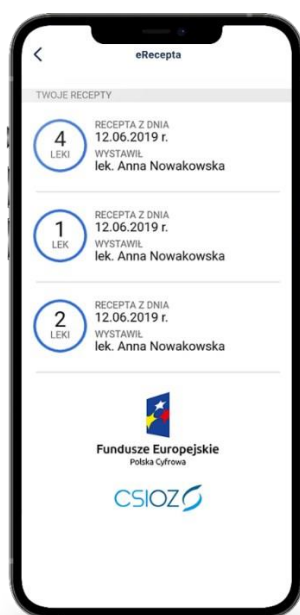 eRecepta
TWOJE RECEPTY
4
LEKI
RECEPTA Z DNIA
12.06.2019 r.
WYSTAWIŁ
lek. Anna Nowakowska
1
LEK
RECEPTA Z DNIA
12.06.2019 r.
WYSTAWIŁ
lek. Anna Nowakowska
2
LEKI
RECEPTA Z DNIA
12.06.2019 r.
WYSTAWIŁ
lek. Anna Nowakowska
Fundusze Europejskie
Polska Cyfrowa
CSIOZ